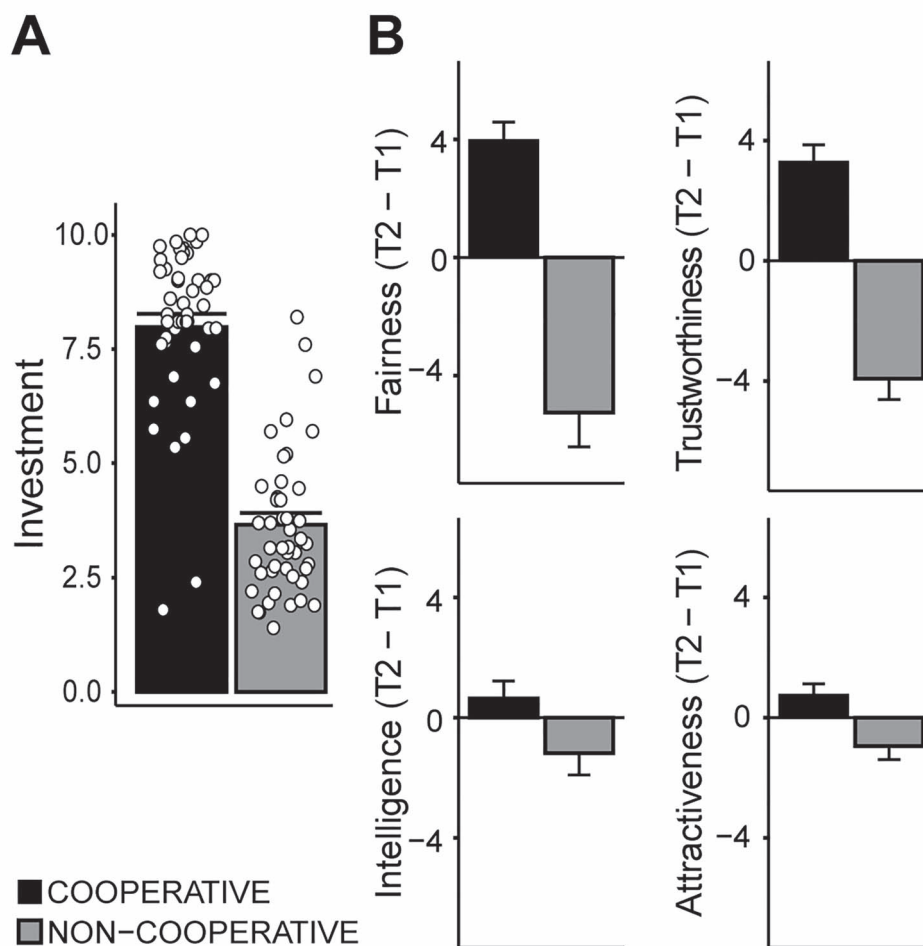 A
Investment
10.0
7.5
5.0
2.5
0.0
B
Fairness (T2 − T1)
4
0
−4
Trustworthiness (T2 − T1)
4
0
−4
Intelligence (T2 − T1)
4
0
−4
Attractiveness (T2 − T1)
4
0
−4
COOPERATIVE
NON−COOPERATIVE